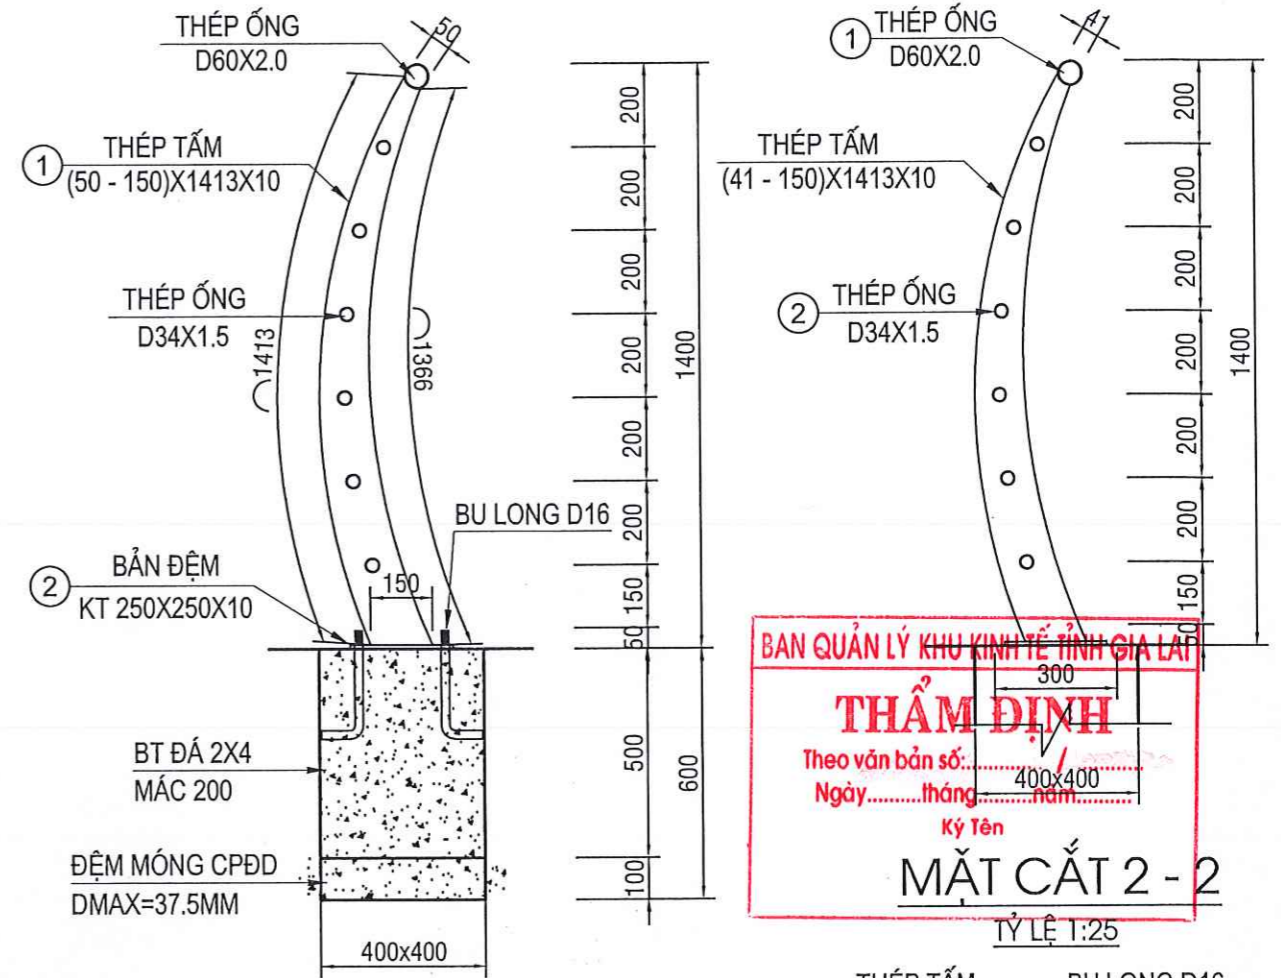 THÉP ỐNG
D60X2.0
50
1
THÉP TẤM
(50 - 150)X1413X10
THÉP ỐNG
D34X1.5
1413
1396
2
BẢN ĐỆM
KT 250X250X10
150
BU LONG D16
BT ĐÁ 2X4
MÁC 200
ĐỆM MÓNG CPĐD
DMAX=37.5MM
400x400
200
200
200
200
200
200
150
50
1400
500
100
600
1
THÉP ỐNG
D60X2.0
41
THÉP TẤM
(41 - 150)X1413X10
2
THÉP ỐNG
D34X1.5
200
200
200
200
200
200
150
50
1400
BAN QUẢN LÝ KHU KINH TẾ TỈNH GIA LAI
300
THẨM ĐỊNH
Theo văn bản số:............/............
400x400
Ngày.........tháng.........năm.........
Ký Tên
MẶT CẮT 2 - 2
TỶ LỆ 1:25
THÉP TẤM
BU LONG D16